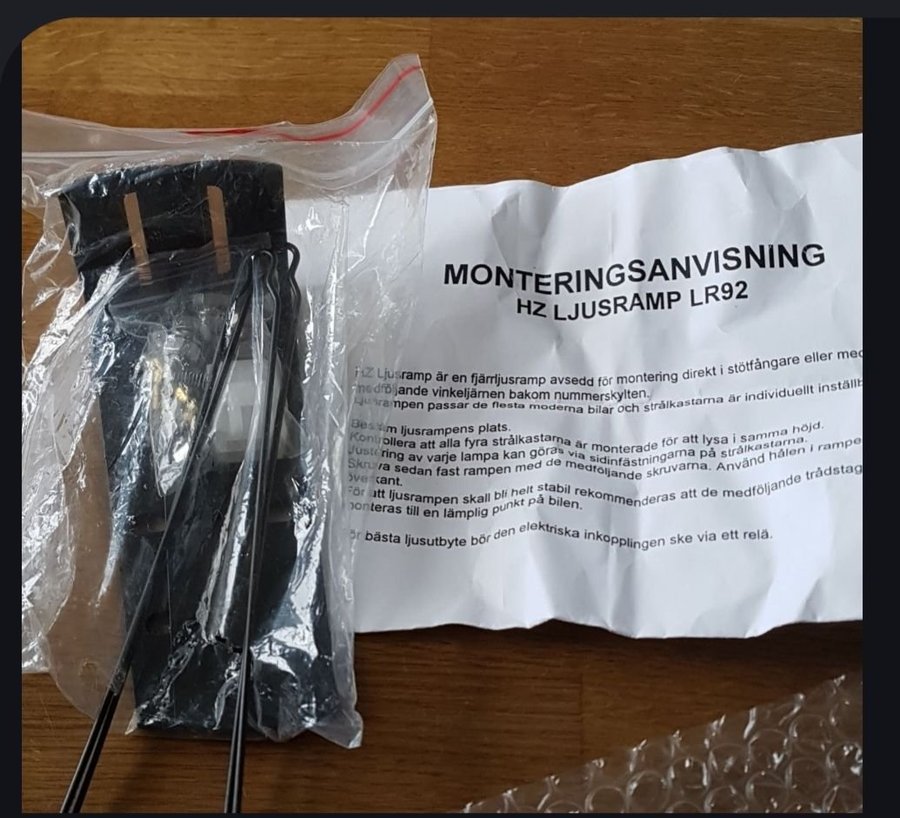 MONTERINGSANVISNING
HZ LJUSRAMP LR92
HZ Ljusramp är en fjärrljusramp avsedd för montering direkt i stötfångare eller med
medföljande vinkeljärnen bakom nummerskylten.
Ljusrampen passar de flesta moderna bilar och strålkastarna är individuellt inställb
Bestäm ljusrampens plats.
Kontrollera att alla fyra strålkastarna är monterade för att lysa i samma höjd.
Justering av varje lampa kan göras via sidinfästningarna på strålkastarna.
Skruva sedan fast rampen med de medföljande skruvarna. Använd hålen i rampe
överkant.
För att ljusrampen skall bli helt stabil rekommenderas att de medföljande trådstag
monteras till en lämplig punkt på bilen.
För bästa ljusutbyte bör den elektriska inkopplingen ske via ett relä.